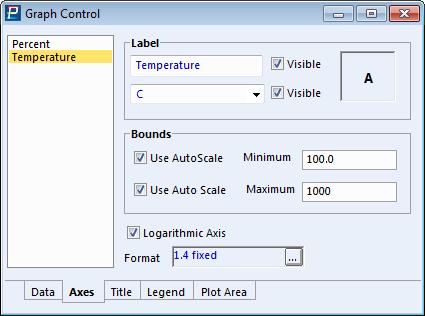 Graph Control
Percent
Temperature
Label
Temperature
Visible
C
Visible
A
Bounds
Use AutoScale Minimum 100.0
Use Auto Scale Maximum 1000
Logarithmic Axis
Format 1.4 fixed ...
Data Axes Title Legend Plot Area